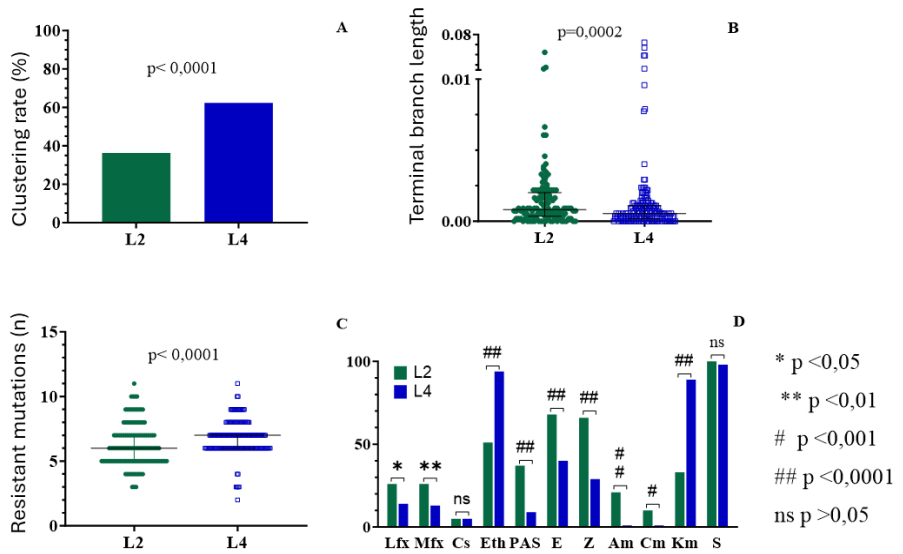 A
Clustering rate (%)
100
80
60
40
20
0
p< 0,0001
L2
L4
B
Terminal branch length
0.08
0.01
0.00
p=0,0002
L2
L4
C
Resistant mutations (n)
15
10
5
0
p< 0,0001
L2
L4
D
100
50
0
L2
L4
*
**
ns
##
##
##
##
#
#
#
##
ns
Lfx Mfx Cs Eth PAS E Z Am Cm Km S
* p <0,05
** p <0,01
# p <0,001
## p <0,0001
ns p >0,05